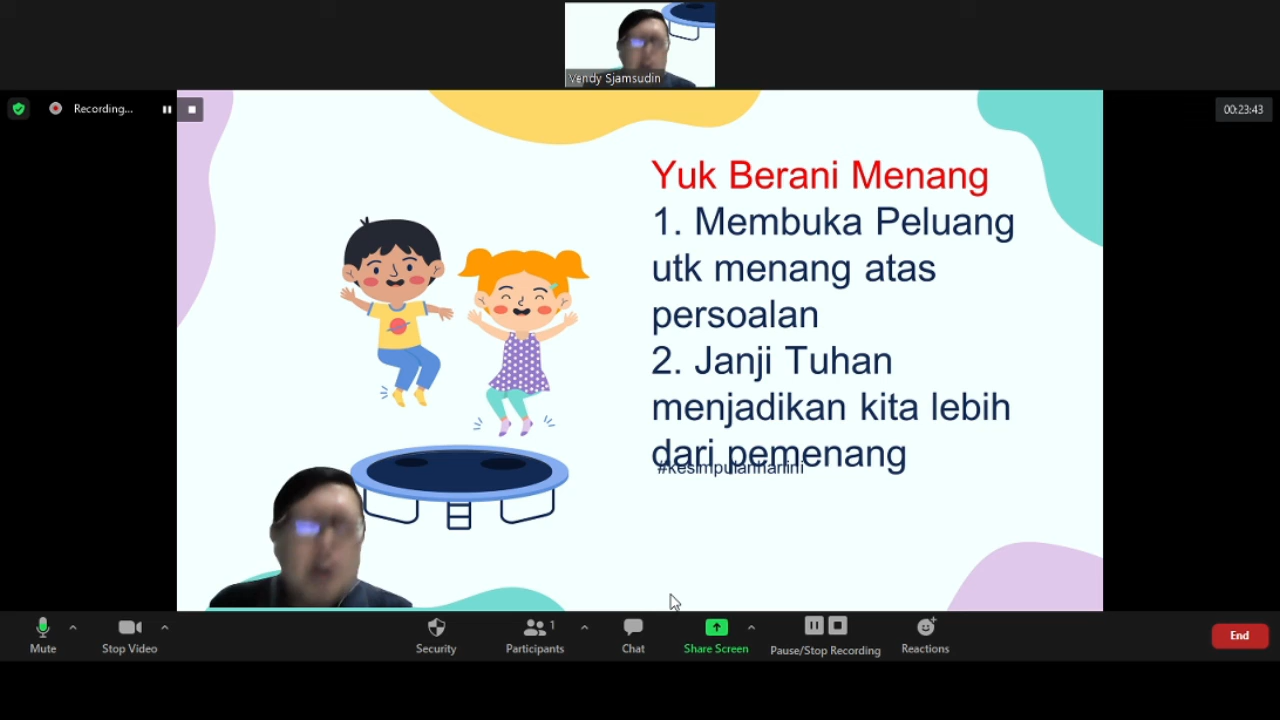 Vendy Sjamsudin
Recording...
00:23:43
Yuk Berani Menang
1. Membuka Peluang
utk menang atas
persoalan
2. Janji Tuhan
menjadikan kita lebih
dari pemenang
#kesimpulanhariini
Mute
Stop Video
Security
Participants
1
Chat
Share Screen
Pause/Stop Recording
Reactions
End